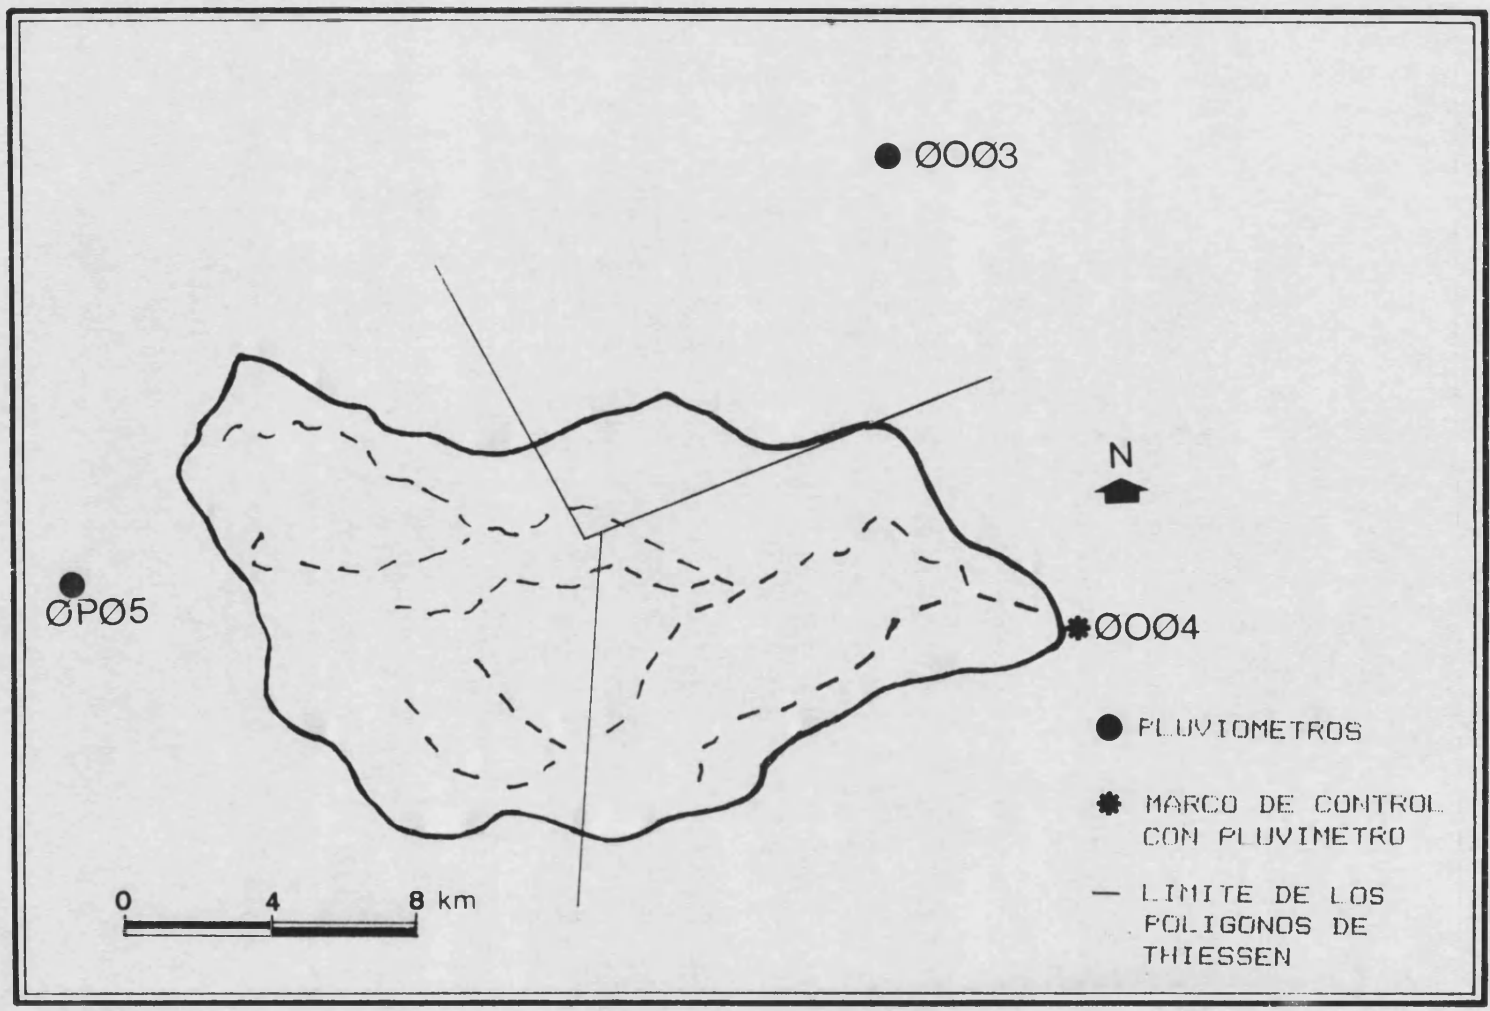 ØOØ3
N
ØPØ5
ØOØ4
PLUVIOMETROS
MARCO DE CONTROL
CON PLUVIMETRO
0 4 8 km
LIMITE DE LOS
POLIGONOS DE
THIESSEN